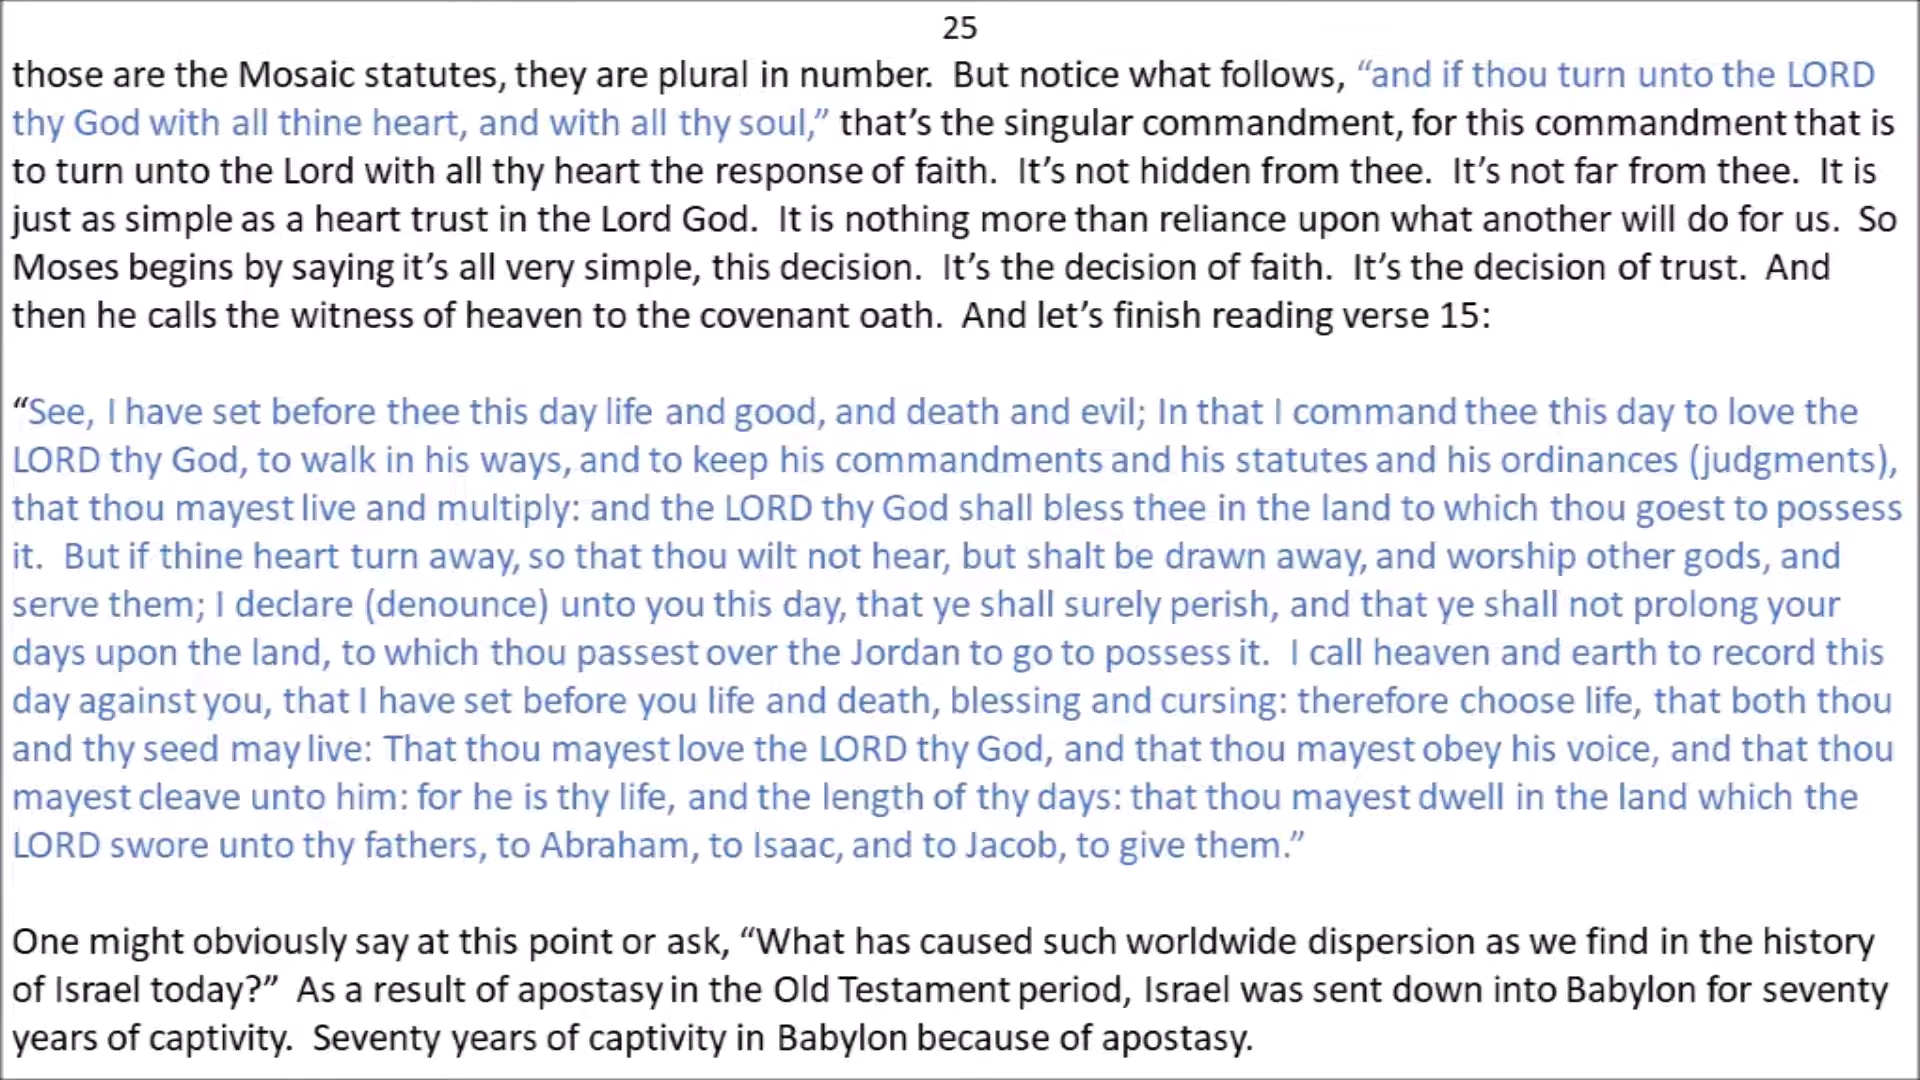 25
those are the Mosaic statutes, they are plural in number.  But notice what follows, “and if thou turn unto the LORD
thy God with all thine heart, and with all thy soul,” that’s the singular commandment, for this commandment that is
to turn unto the Lord with all thy heart the response of faith.  It’s not hidden from thee.  It’s not far from thee.  It is
just as simple as a heart trust in the Lord God.  It is nothing more than reliance upon what another will do for us.  So
Moses begins by saying it’s all very simple, this decision.  It’s the decision of faith.  It’s the decision of trust.  And
then he calls the witness of heaven to the covenant oath.  And let’s finish reading verse 15:
“See, I have set before thee this day life and good, and death and evil; In that I command thee this day to love the
LORD thy God, to walk in his ways, and to keep his commandments and his statutes and his ordinances (judgments),
that thou mayest live and multiply: and the LORD thy God shall bless thee in the land to which thou goest to possess
it.  But if thine heart turn away, so that thou wilt not hear, but shalt be drawn away, and worship other gods, and
serve them; I declare (denounce) unto you this day, that ye shall surely perish, and that ye shall not prolong your
days upon the land, to which thou passest over the Jordan to go to possess it.  I call heaven and earth to record this
day against you, that I have set before you life and death, blessing and cursing: therefore choose life, that both thou
and thy seed may live: That thou mayest love the LORD thy God, and that thou mayest obey his voice, and that thou
mayest cleave unto him: for he is thy life, and the length of thy days: that thou mayest dwell in the land which the
LORD swore unto thy fathers, to Abraham, to Isaac, and to Jacob, to give them.”
One might obviously say at this point or ask, “What has caused such worldwide dispersion as we find in the history
of Israel today?”  As a result of apostasy in the Old Testament period, Israel was sent down into Babylon for seventy
years of captivity.  Seventy years of captivity in Babylon because of apostasy.